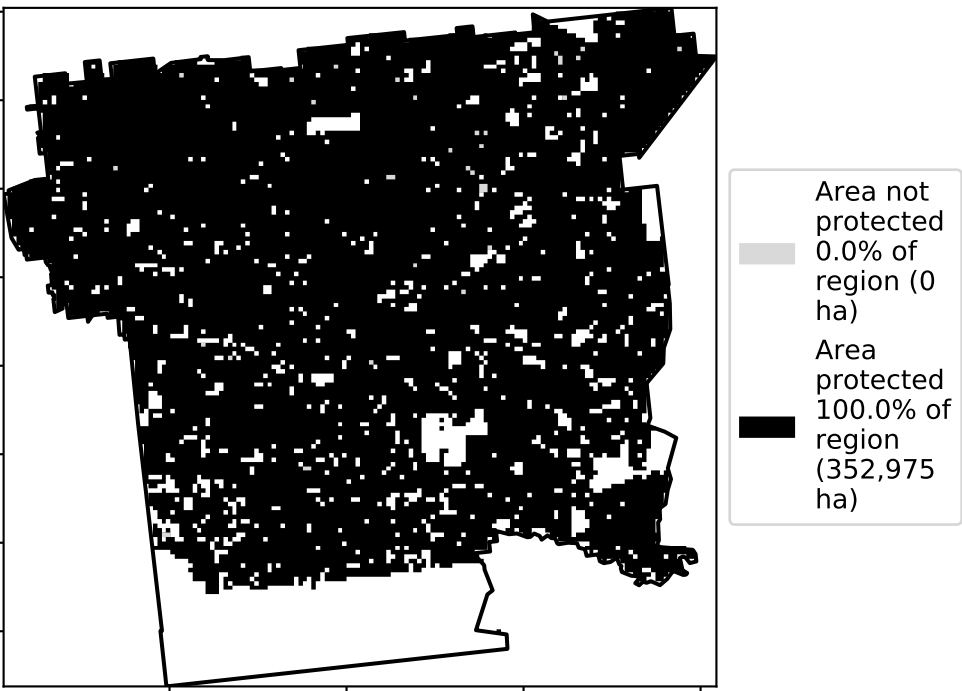 Area not
protected
0.0% of
region (0
ha)
Area
protected
100.0% of
region
(352,975
ha)